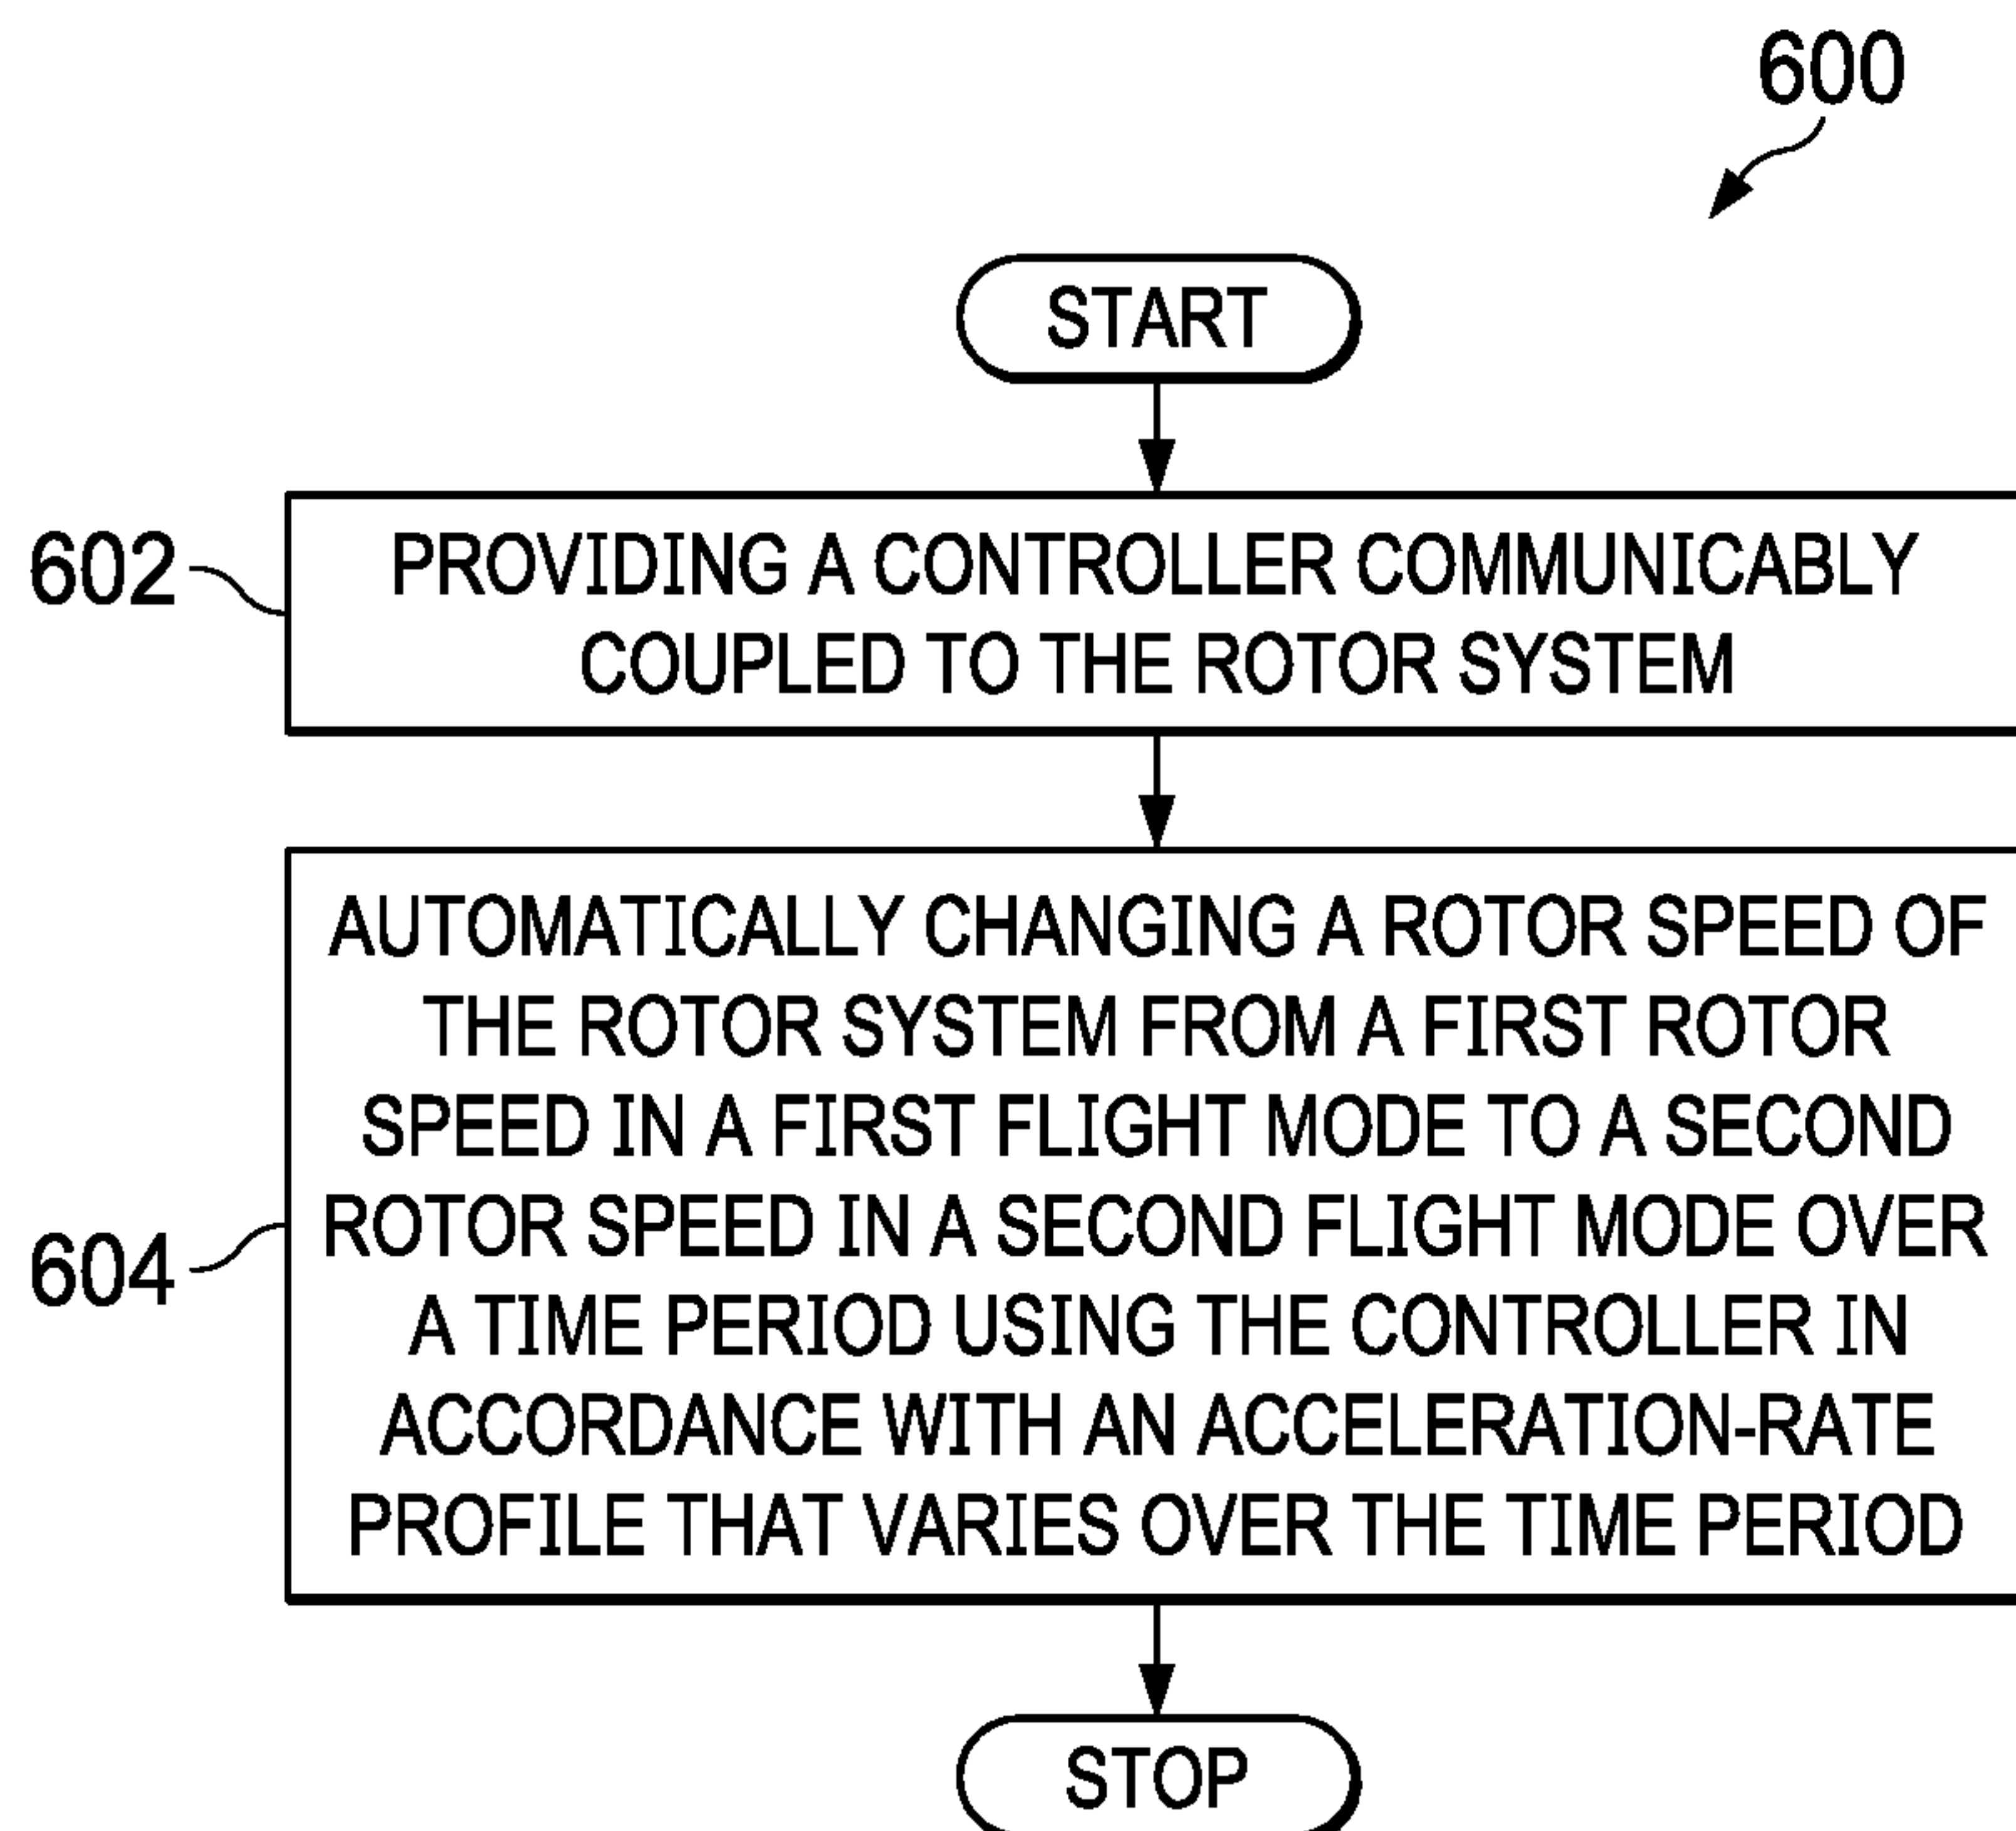 600
START
602
PROVIDING A CONTROLLER COMMUNICABLY
COUPLED TO THE ROTOR SYSTEM
604
AUTOMATICALLY CHANGING A ROTOR SPEED OF
THE ROTOR SYSTEM FROM A FIRST ROTOR
SPEED IN A FIRST FLIGHT MODE TO A SECOND
ROTOR SPEED IN A SECOND FLIGHT MODE OVER
A TIME PERIOD USING THE CONTROLLER IN
ACCORDANCE WITH AN ACCELERATION-RATE
PROFILE THAT VARIES OVER THE TIME PERIOD
STOP